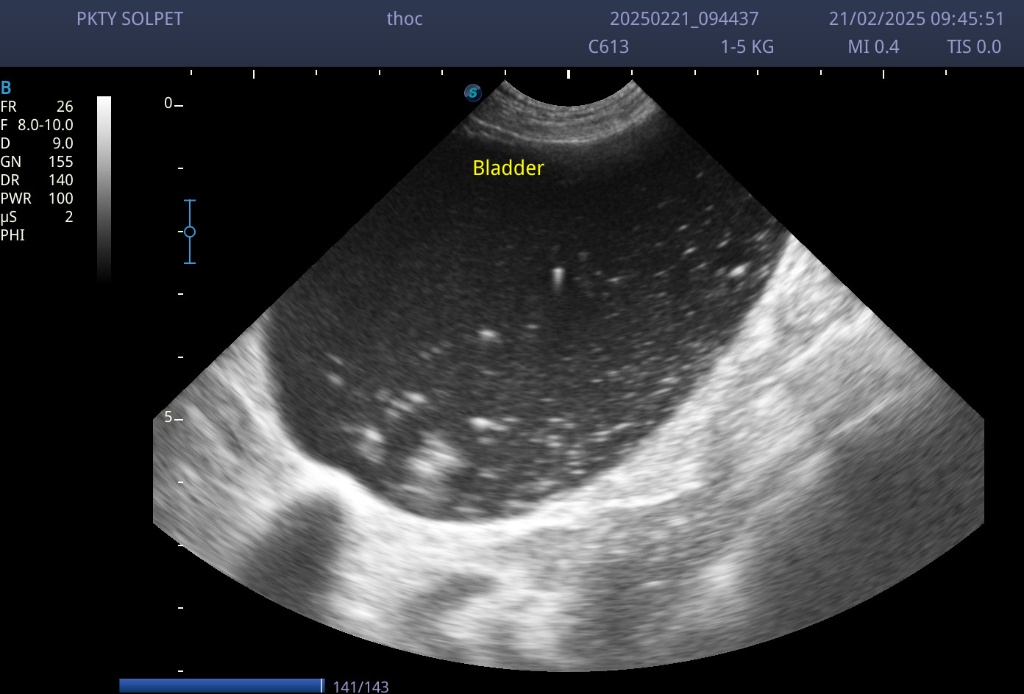 PKTY SOLPET thoc 20250221_094437 21/02/2025 09:45:51
C613 1-5 KG MI 0.4 TIS 0.0
B
FR 26
F 8.0-10.0
D 9.0
GN 155
DR 140
PWR 100
µS 2
PHI
0
S
Bladder
5
141/143